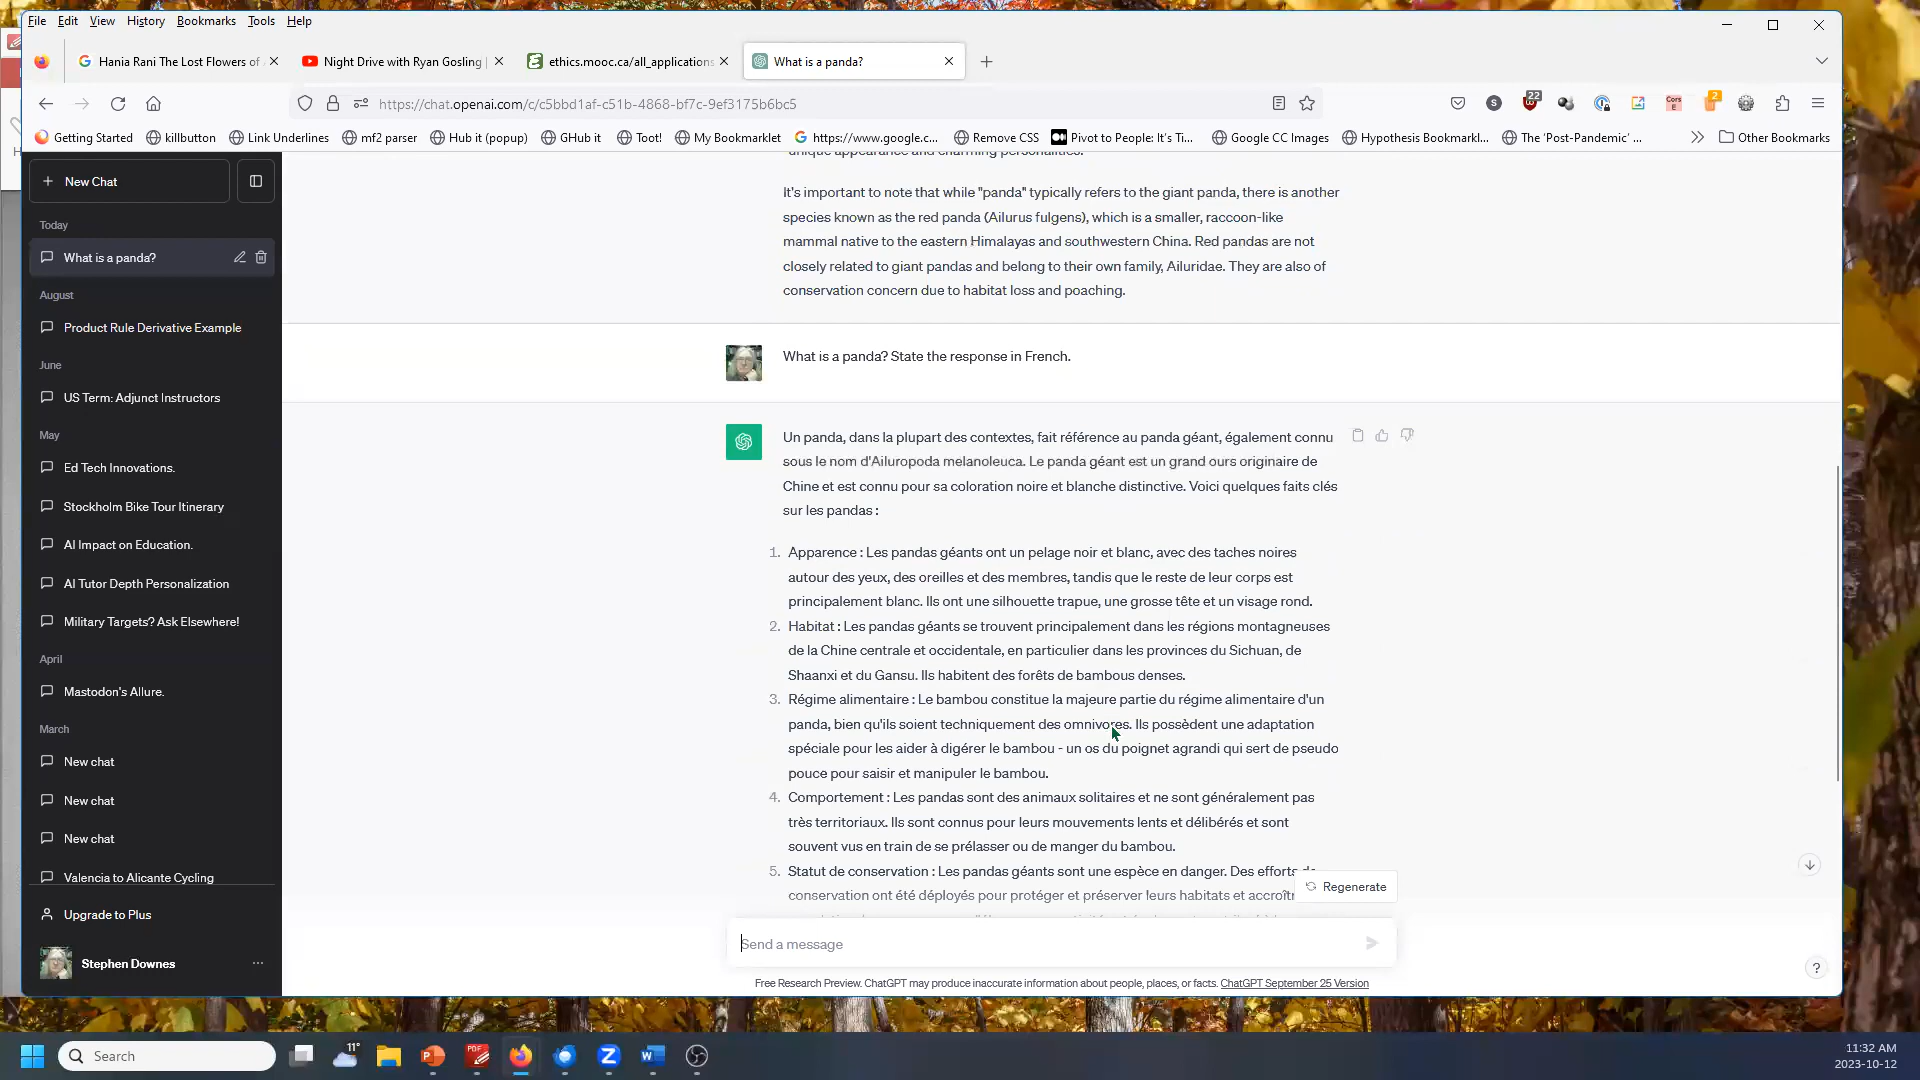 File Edit View History Bookmarks Tools Help
Hania Rani The Lost Flowers of
Night Drive with Ryan Gosling |
ethics.mooc.ca/all_applications
What is a panda?
https://chat.openai.com/c/c5bbd1af-c51b-4868-bf7c-9ef3175b6bc5
22
2
Getting Started killbutton Link Underlines mf2 parser Hub it (popup) GHub it Toot! My Bookmarklet https://www.google.c... Remove CSS Pivot to People: It's Ti... Google CC Images Hypothesis Bookmarkl... The 'Post-Pandemic' ... Other Bookmarks
New Chat
Today
What is a panda?
August
Product Rule Derivative Example
June
US Term: Adjunct Instructors
May
Ed Tech Innovations.
Stockholm Bike Tour Itinerary
AI Impact on Education.
AI Tutor Depth Personalization
Military Targets? Ask Elsewhere!
April
Mastodon's Allure.
March
New chat
New chat
New chat
Valencia to Alicante Cycling
Upgrade to Plus
Stephen Downes
unique appearance and charming personalities.
It's important to note that while "panda" typically refers to the giant panda, there is another
species known as the red panda (Ailurus fulgens), which is a smaller, raccoon-like
mammal native to the eastern Himalayas and southwestern China. Red pandas are not
closely related to giant pandas and belong to their own family, Ailuridae. They are also of
conservation concern due to habitat loss and poaching.
What is a panda? State the response in French.
Un panda, dans la plupart des contextes, fait référence au panda géant, également connu
sous le nom d'Ailuropoda melanoleuca. Le panda géant est un grand ours originaire de
Chine et est connu pour sa coloration noire et blanche distinctive. Voici quelques faits clés
sur les pandas :
1. Apparence : Les pandas géants ont un pelage noir et blanc, avec des taches noires
autour des yeux, des oreilles et des membres, tandis que le reste de leur corps est
principalement blanc. Ils ont une silhouette trapue, une grosse tête et un visage rond.
2. Habitat : Les pandas géants se trouvent principalement dans les régions montagneuses
de la Chine centrale et occidentale, en particulier dans les provinces du Sichuan, de
Shaanxi et du Gansu. Ils habitent des forêts de bambous denses.
3. Régime alimentaire : Le bambou constitue la majeure partie du régime alimentaire d'un
panda, bien qu'ils soient techniquement des omnivores. Ils possèdent une adaptation
spéciale pour les aider à digérer le bambou - un os du poignet agrandi qui sert de pseudo
pouce pour saisir et manipuler le bambou.
4. Comportement : Les pandas sont des animaux solitaires et ne sont généralement pas
très territoriaux. Ils sont connus pour leurs mouvements lents et délibérés et sont
souvent vus en train de se prélasser ou de manger du bambou.
5. Statut de conservation : Les pandas géants sont une espèce en danger. Des efforts de
conservation ont été déployés pour protéger et préserver leurs habitats et accroît
Regenerate
Send a message
Free Research Preview. ChatGPT may produce inaccurate information about people, places, or facts. ChatGPT September 25 Version
?
Search
11°
11:32 AM
2023-10-12